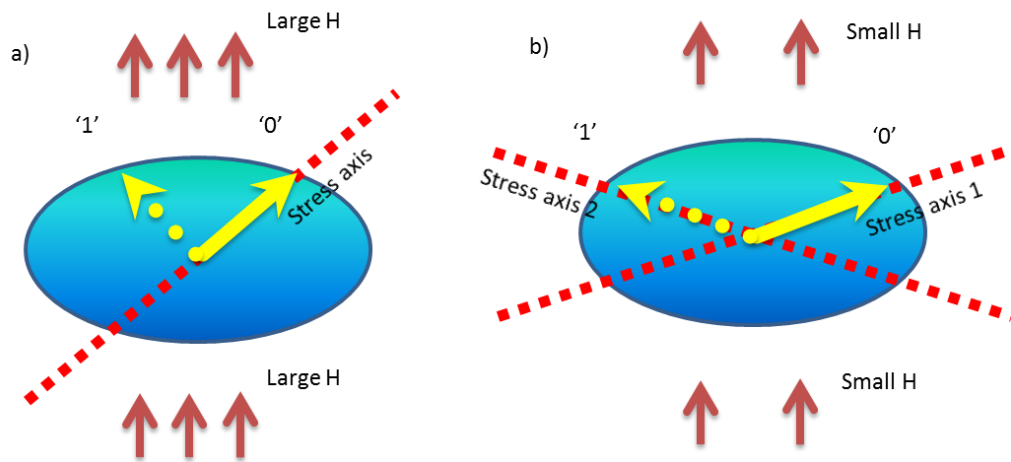 a)
Large H
‘1’
‘0’
Stress axis
Large H
b)
Small H
‘1’
‘0’
Stress axis 2
Stress axis 1
Small H